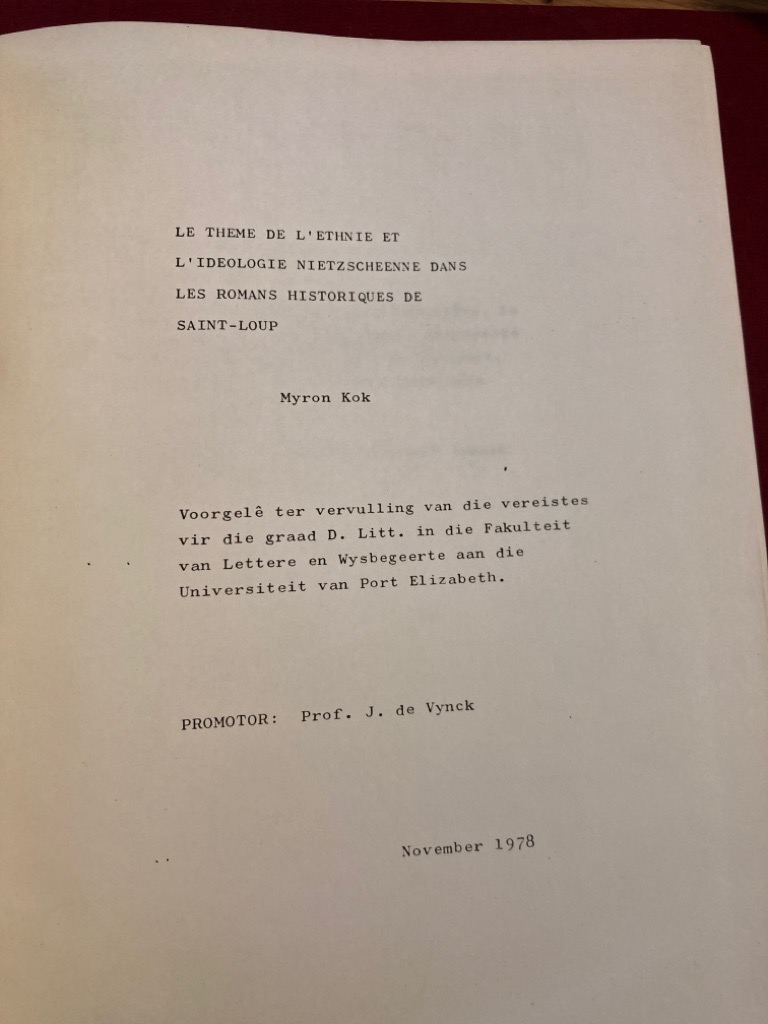 LE THEME DE L'ETHNIE ET
L'IDEOLOGIE NIETZSCHEENNE DANS
LES ROMANS HISTORIQUES DE
SAINT-LOUP
Myron Kok
Voorgelê ter vervulling van die vereistes
vir die graad D. Litt. in die Fakulteit
van Lettere en Wysbegeerte aan die
Universiteit van Port Elizabeth.
PROMOTOR: Prof. J. de Vynck
November 1978